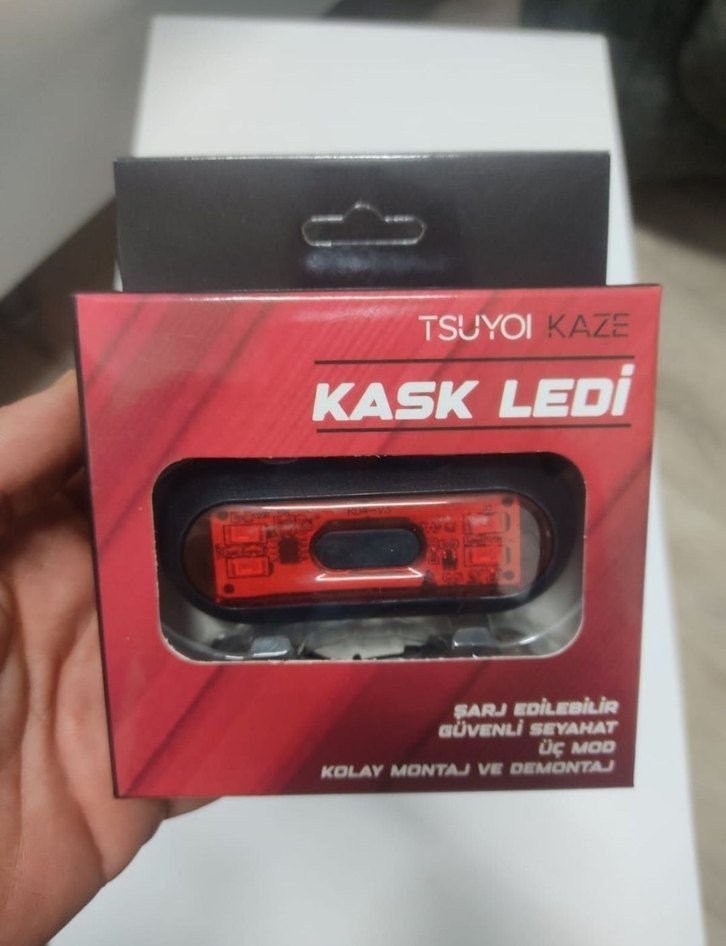 TSUYOI KAZE
KASK LEDİ
ŞARJ EDİLEBİLİR
GÜVENLİ SEYAHAT
ÜÇ MOD
KOLAY MONTAJ VE DEMONTAJ